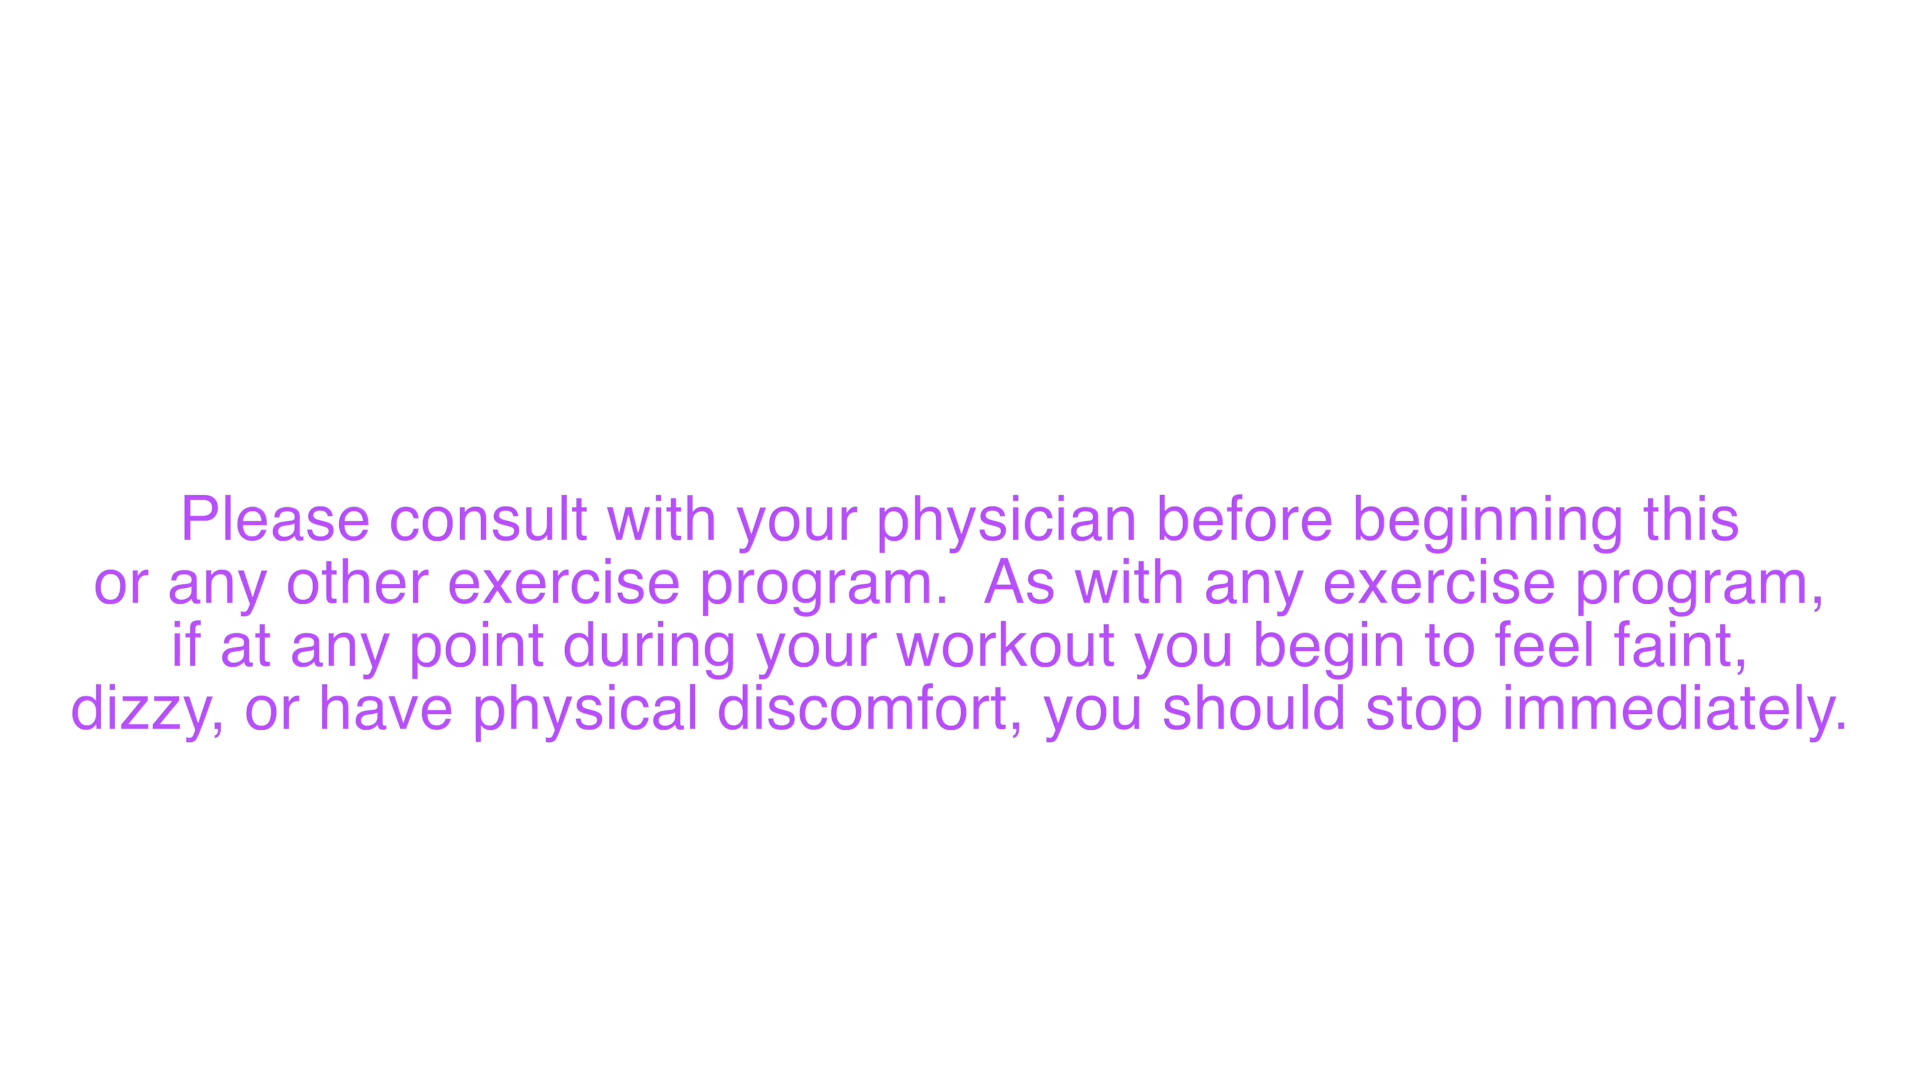 Please consult with your physician before beginning this
or any other exercise program.  As with any exercise program,
if at any point during your workout you begin to feel faint,
dizzy, or have physical discomfort, you should stop immediately.